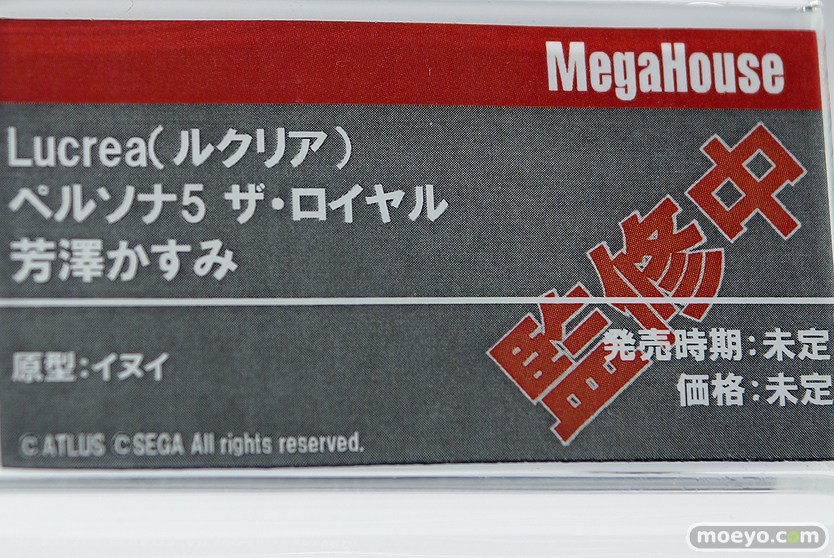 MegaHouse
Lucrea(ルクリア)
ペルソナ5 ザ・ロイヤル
芳澤かすみ
監修中
発売時期:未定
原型:イヌイ
価格:未定
©ATLUS ©SEGA All rights reserved.
moeyo.com